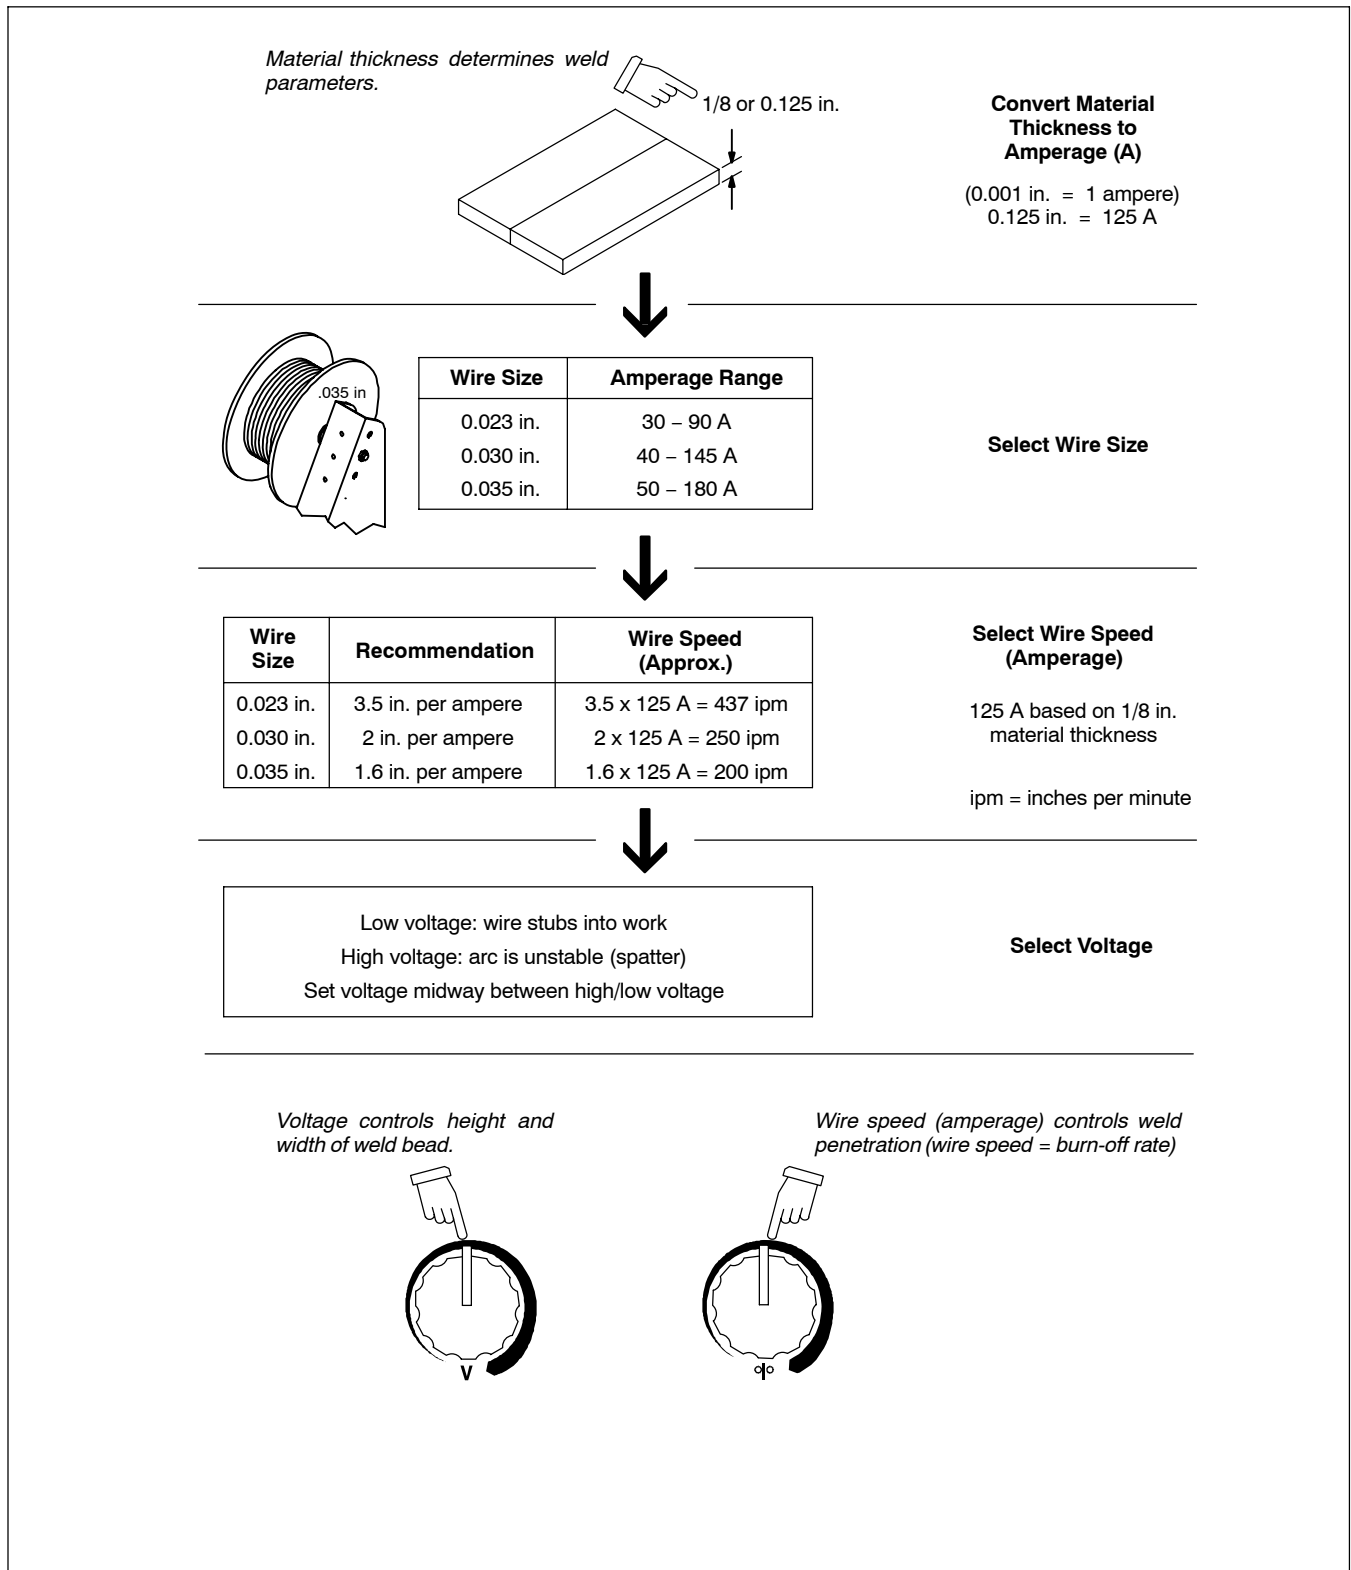 Material thickness determines weld
parameters.
1/8 or 0.125 in.
Convert Material
Thickness to
Amperage (A)
(0.001 in. = 1 ampere)
0.125 in. = 125 A
.035 in
Wire Size Amperage Range
0.023 in. 30 – 90 A
0.030 in. 40 – 145 A
0.035 in. 50 – 180 A
Select Wire Size
Wire
Size
Recommendation
Wire Speed
(Approx.)
0.023 in. 3.5 in. per ampere 3.5 x 125 A = 437 ipm
0.030 in. 2 in. per ampere 2 x 125 A = 250 ipm
0.035 in. 1.6 in. per ampere 1.6 x 125 A = 200 ipm
Select Wire Speed
(Amperage)
125 A based on 1/8 in.
material thickness
ipm = inches per minute
Low voltage: wire stubs into work
High voltage: arc is unstable (spatter)
Set voltage midway between high/low voltage
Select Voltage
Voltage controls height and
width of weld bead.
Wire speed (amperage) controls weld
penetration (wire speed = burn-off rate)
V